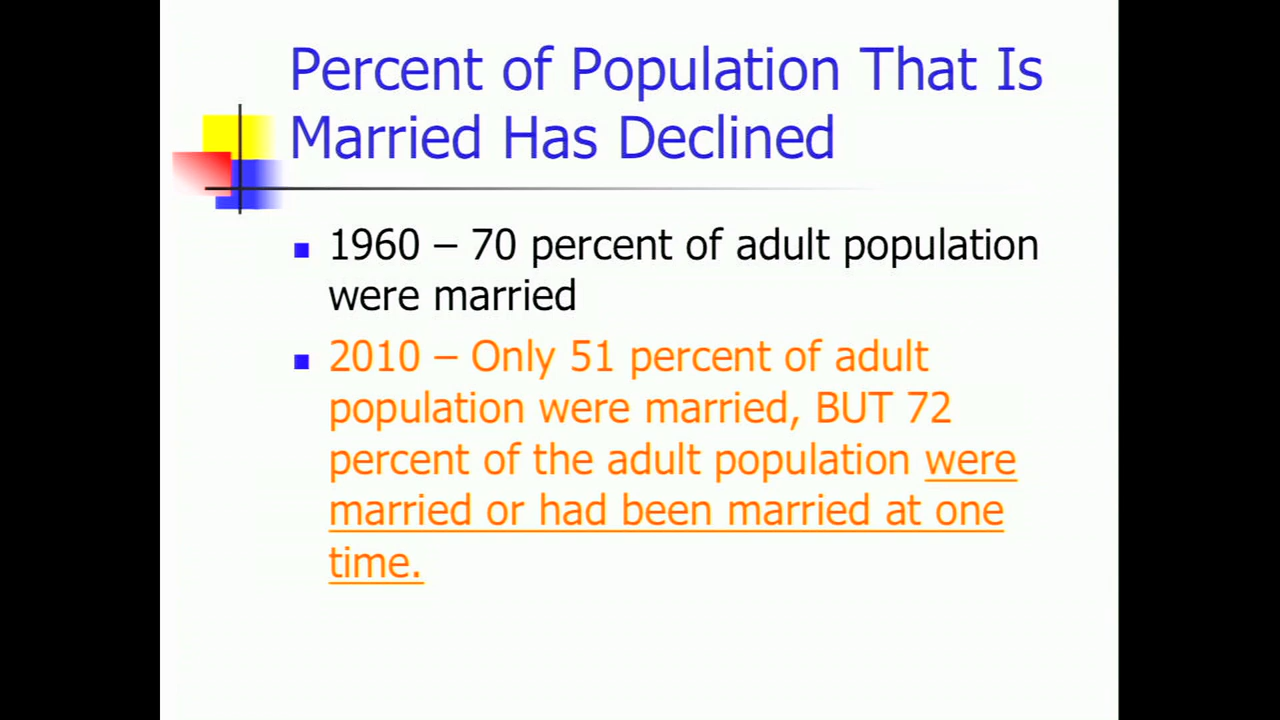 Percent of Population That Is
Married Has Declined
1960 – 70 percent of adult population
were married
2010 – Only 51 percent of adult
population were married, BUT 72
percent of the adult population were
married or had been married at one
time.